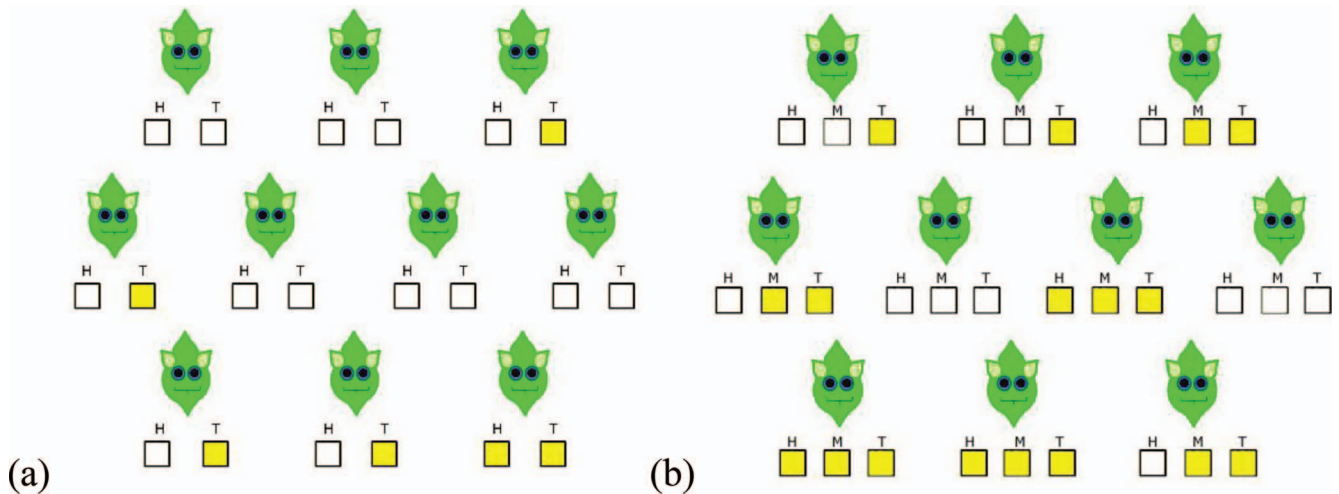 H T H T H T
H T H T H T H T
H T H T H T
(a)
H M T H M T H M T
H M T H M T H M T H M T
H M T H M T H M T
(b)